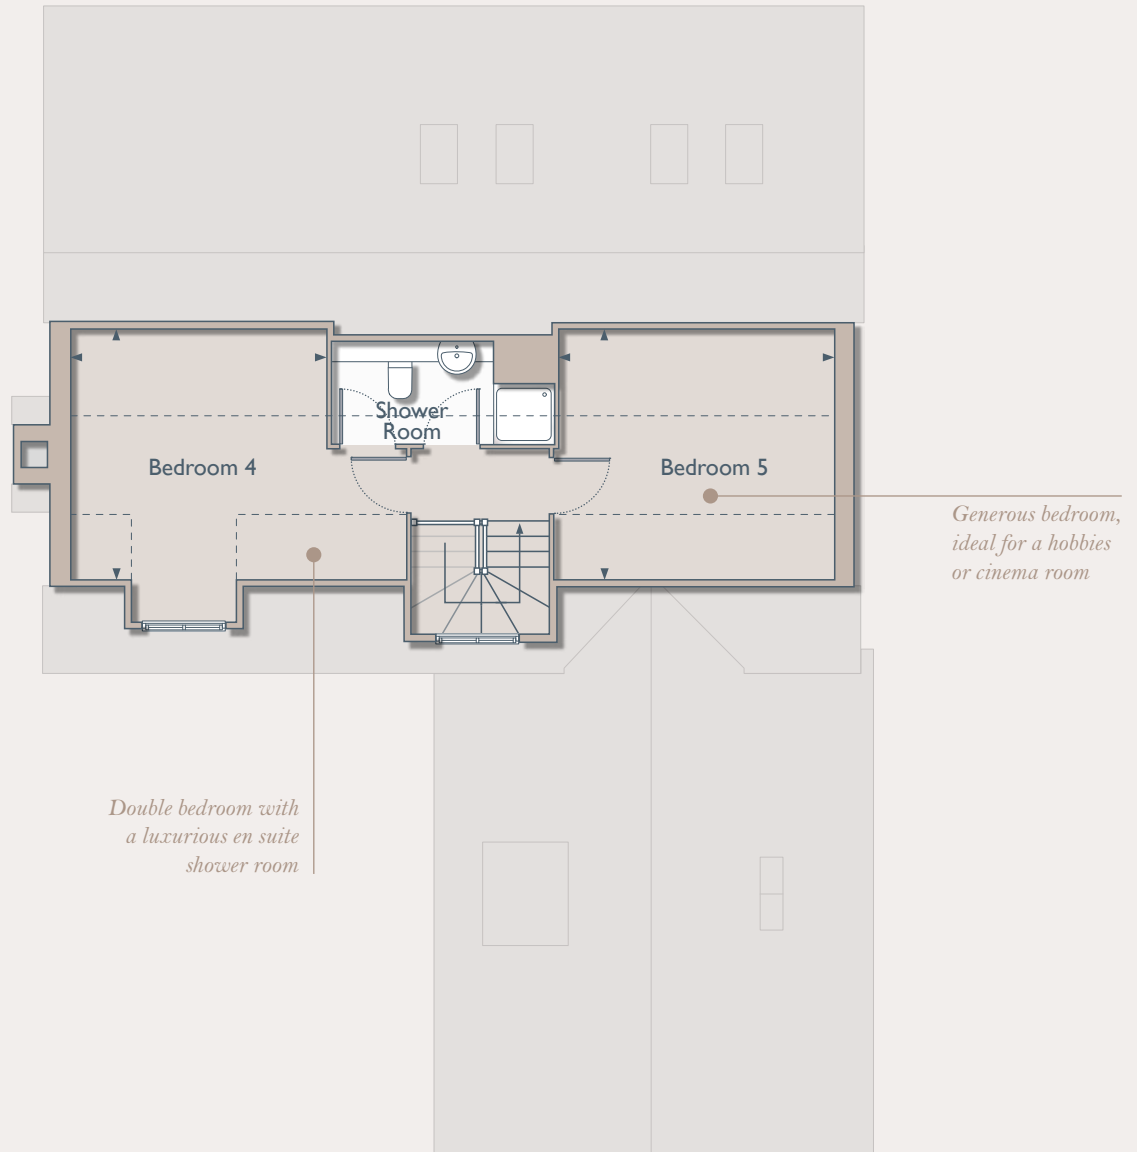 Shower
Room
Bedroom 4
Bedroom 5
Generous bedroom,
ideal for a hobbies
or cinema room
Double bedroom with
a luxurious en suite
shower room